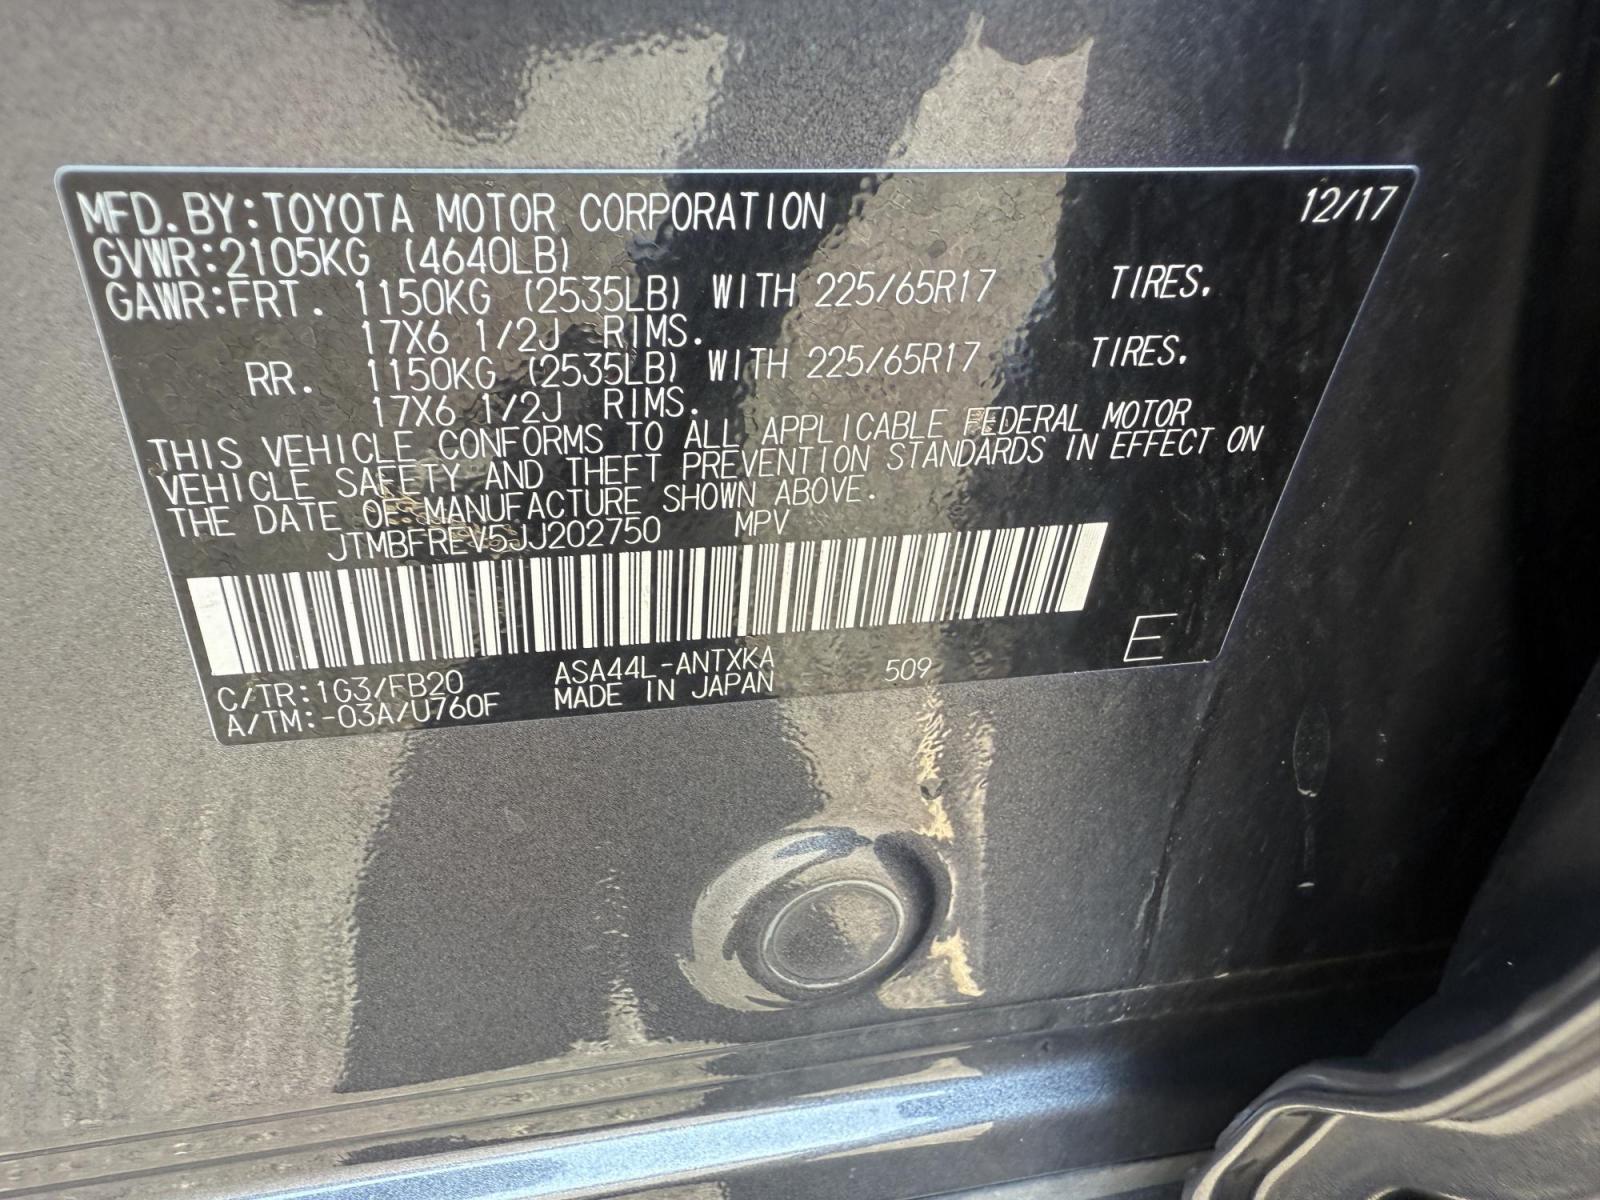 MFD.BY:TOYOTA MOTOR CORPORATION 12/17
GVWR:2105KG (4640LB)
GAWR:FRT. 1150KG (2535LB) WITH 225/65R17 TIRES.
17X6 1/2J RIMS.
RR. 1150KG (2535LB) WITH 225/65R17 TIRES.
17X6 1/2J RIMS.
THIS VEHICLE CONFORMS TO ALL APPLICABLE FEDERAL MOTOR
VEHICLE SAFETY AND THEFT PREVENTION STANDARDS IN EFFECT ON
THE DATE OF MANUFACTURE SHOWN ABOVE.
JTMBFREV5JJ202750 MPV
C/TR:1G3/FB20 ASA44L-ANTXKA 509 E
A/TM:-03A/U760F MADE IN JAPAN